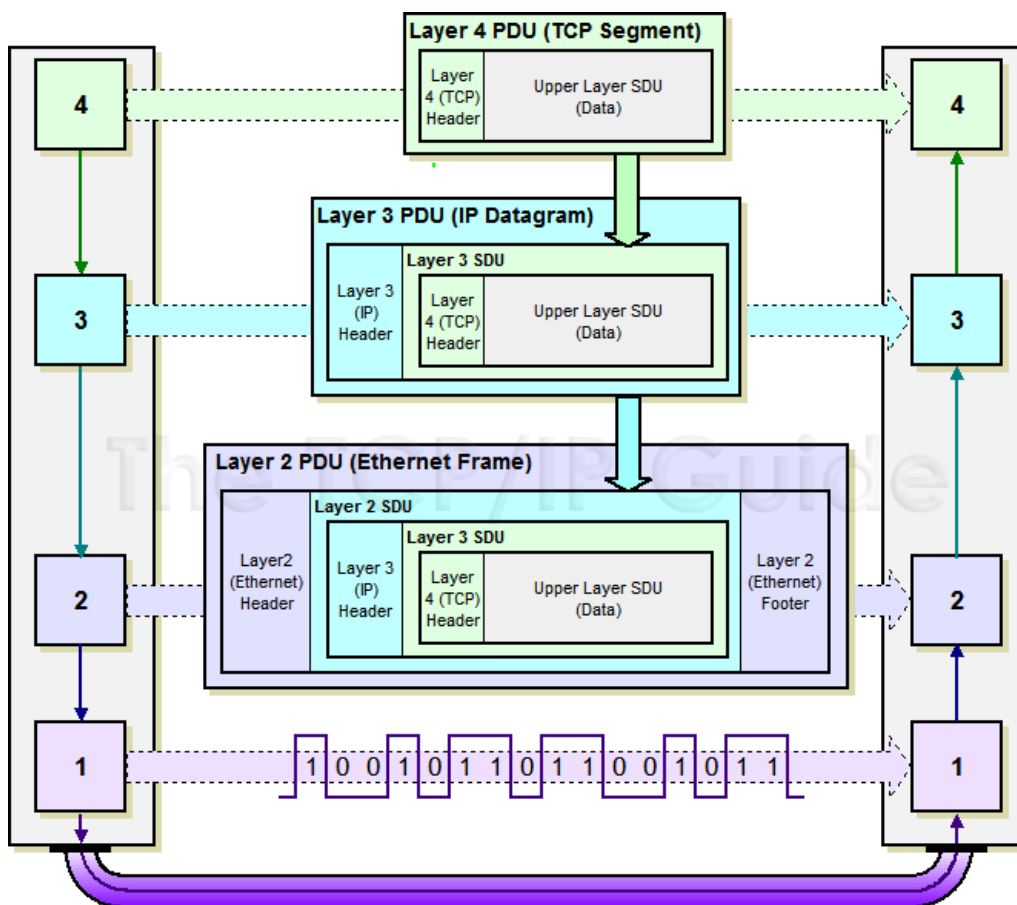 Layer 4 PDU (TCP Segment)
4
Layer
4 (TCP)
Header
Upper Layer SDU
(Data)
4
Layer 3 PDU (IP Datagram)
Layer 3 SDU
3
Layer 3
(IP)
Header
Layer
4 (TCP)
Header
Upper Layer SDU
(Data)
3
The TCP/IP Guide
Layer 2 PDU (Ethernet Frame)
Layer 2 SDU
Layer 3 SDU
2
Layer2
(Ethernet)
Header
Layer 3
(IP)
Header
Layer
4 (TCP)
Header
Upper Layer SDU
(Data)
Layer 2
(Ethernet)
Footer
2
1
1 0 0 1 0 1 1 0 1 1 0 0 1 0 1 1
1